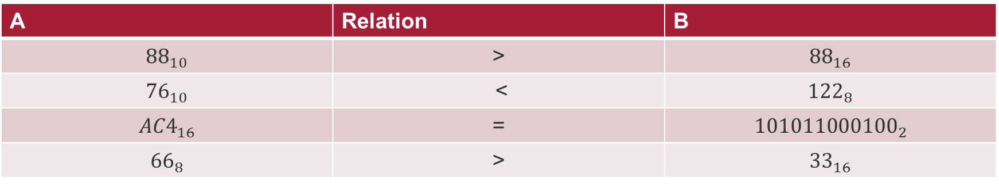 A Relation B
88₁₀ > 88₁₆
76₁₀ < 122₈
AC4₁₆ = 101011000100₂
66₈ > 33₁₆